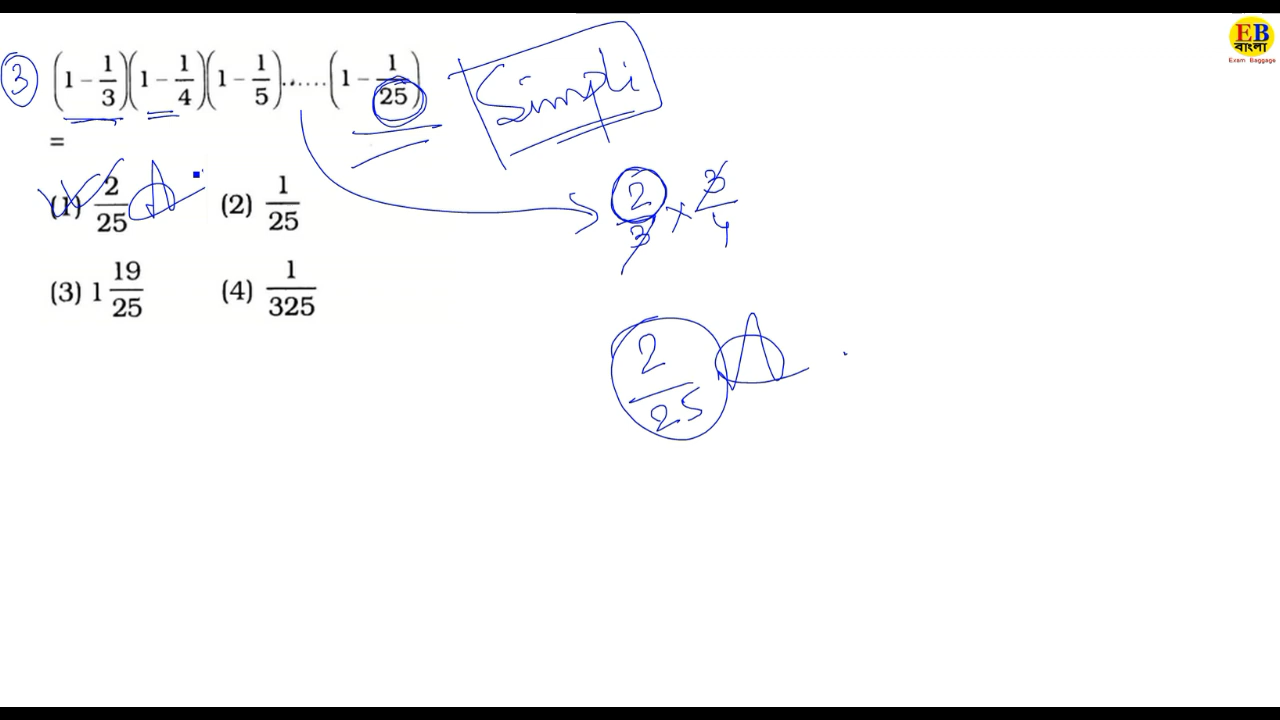 EB
বাংলা
Exam Baggage
3 (1 − 1/3)(1 − 1/4)(1 − 1/5)......(1 − 1/25)
=
Simpli
(1) 2/25 A (2) 1/25
2/3 × 3/4
(3) 1 19/25 (4) 1/325
2/25 A